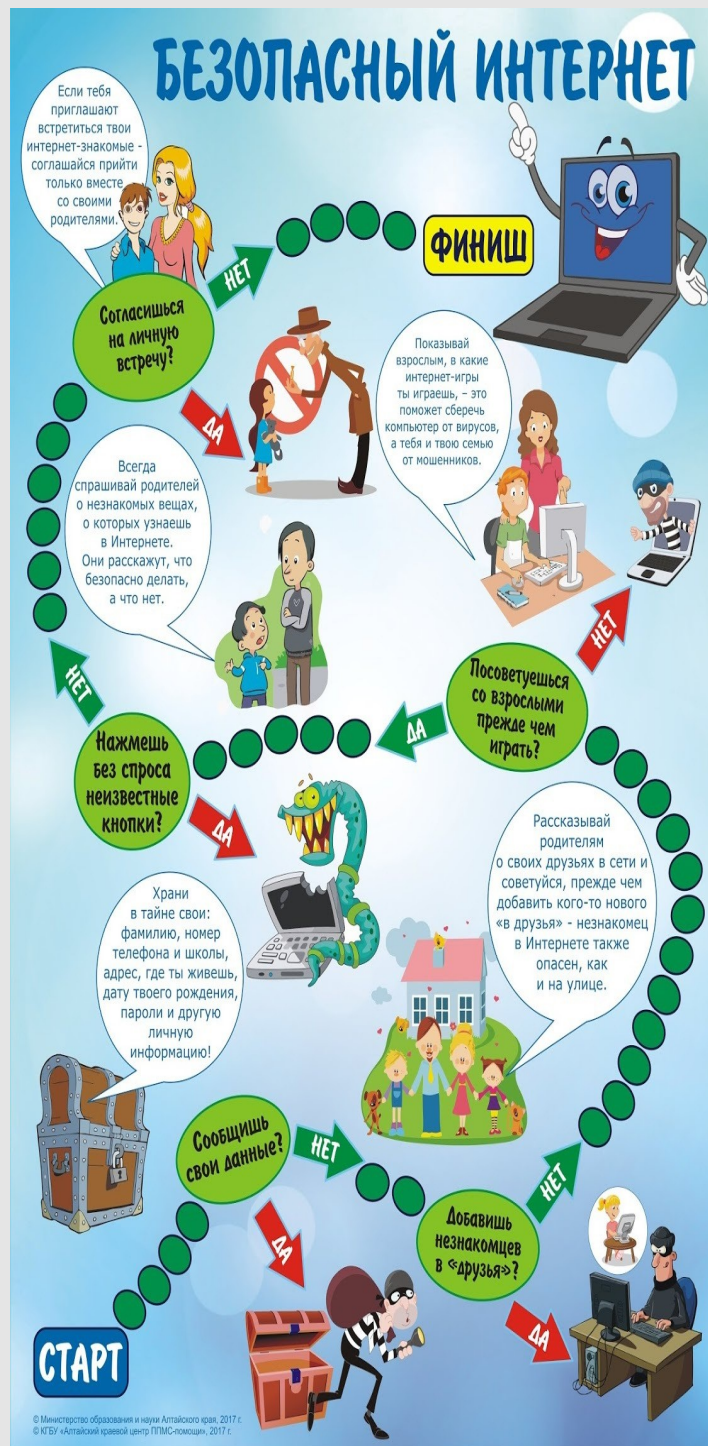 БЕЗОПАСНЫЙ ИНТЕРНЕТ
Если тебя
приглашают
встретиться твои
интернет-знакомые -
соглашайся прийти
только вместе
со своими
родителями.
НЕТ
ФИНИШ
Согласишься
на личную
встречу?
ДА
Показывай
взрослым, в какие
интернет-игры
ты играешь, – это
поможет сберечь
компьютер от вирусов,
а тебя и твою семью
от мошенников.
Всегда
спрашивай родителей
о незнакомых вещах,
о которых узнаешь
в Интернете.
Они расскажут, что
безопасно делать,
а что нет.
НЕТ
НЕТ
Посоветуешься
со взрослыми
прежде чем
играть?
ДА
Нажмешь
без спроса
неизвестные
кнопки?
ДА
Рассказывай
родителям
о своих друзьях в сети и
советуйся, прежде чем
добавить кого-то нового
«в друзья» - незнакомец
в Интернете также
опасен, как
и на улице.
Храни
в тайне свои:
фамилию, номер
телефона и школы,
адрес, где ты живешь,
дату твоего рождения,
пароли и другую
личную
информацию!
Сообщишь
свои данные?
НЕТ
НЕТ
ДА
Добавишь
незнакомцев
в «друзья»?
ДА
СТАРТ
© Министерство образования и науки Алтайского края, 2017 г.
© КГБУ «Алтайский краевой центр ППМС-помощи», 2017 г.